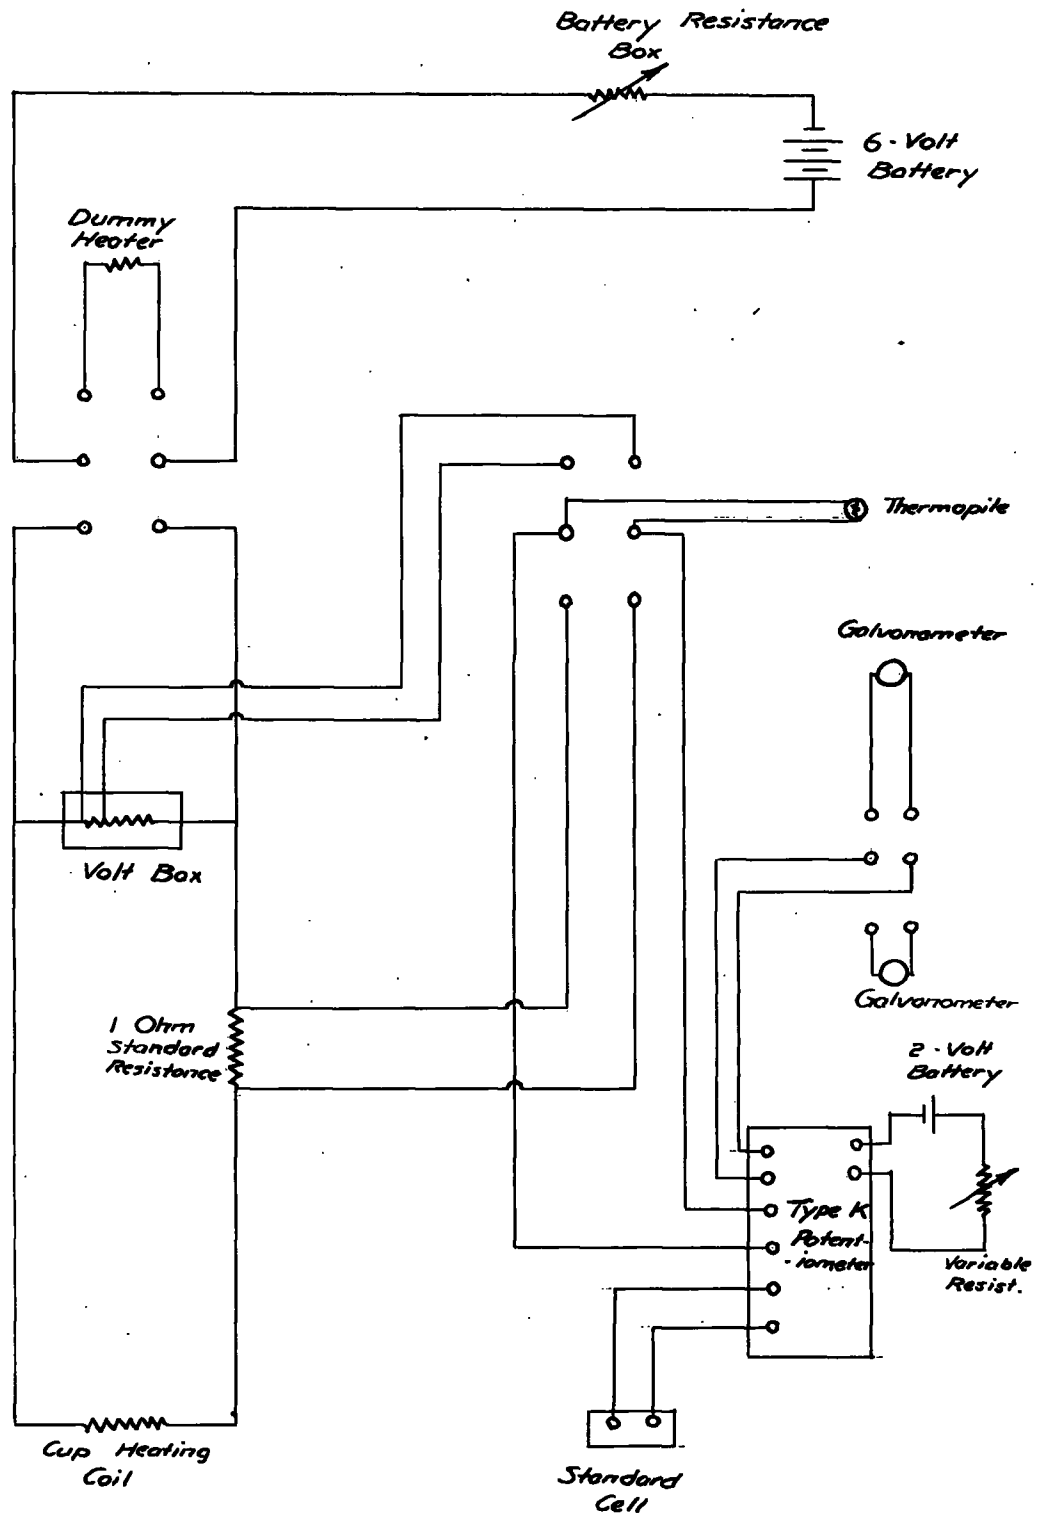 Battery Resistance
Box
6-Volt
Battery
Dummy
Heater
Thermopile
Galvonometer
Volt Box
Galvanometer
1 Ohm
Standard
Resistance
2-Volt
Battery
Type K
Potent-
-iometer
Variable
Resist.
Cup Heating
Coil
Standard
Cell